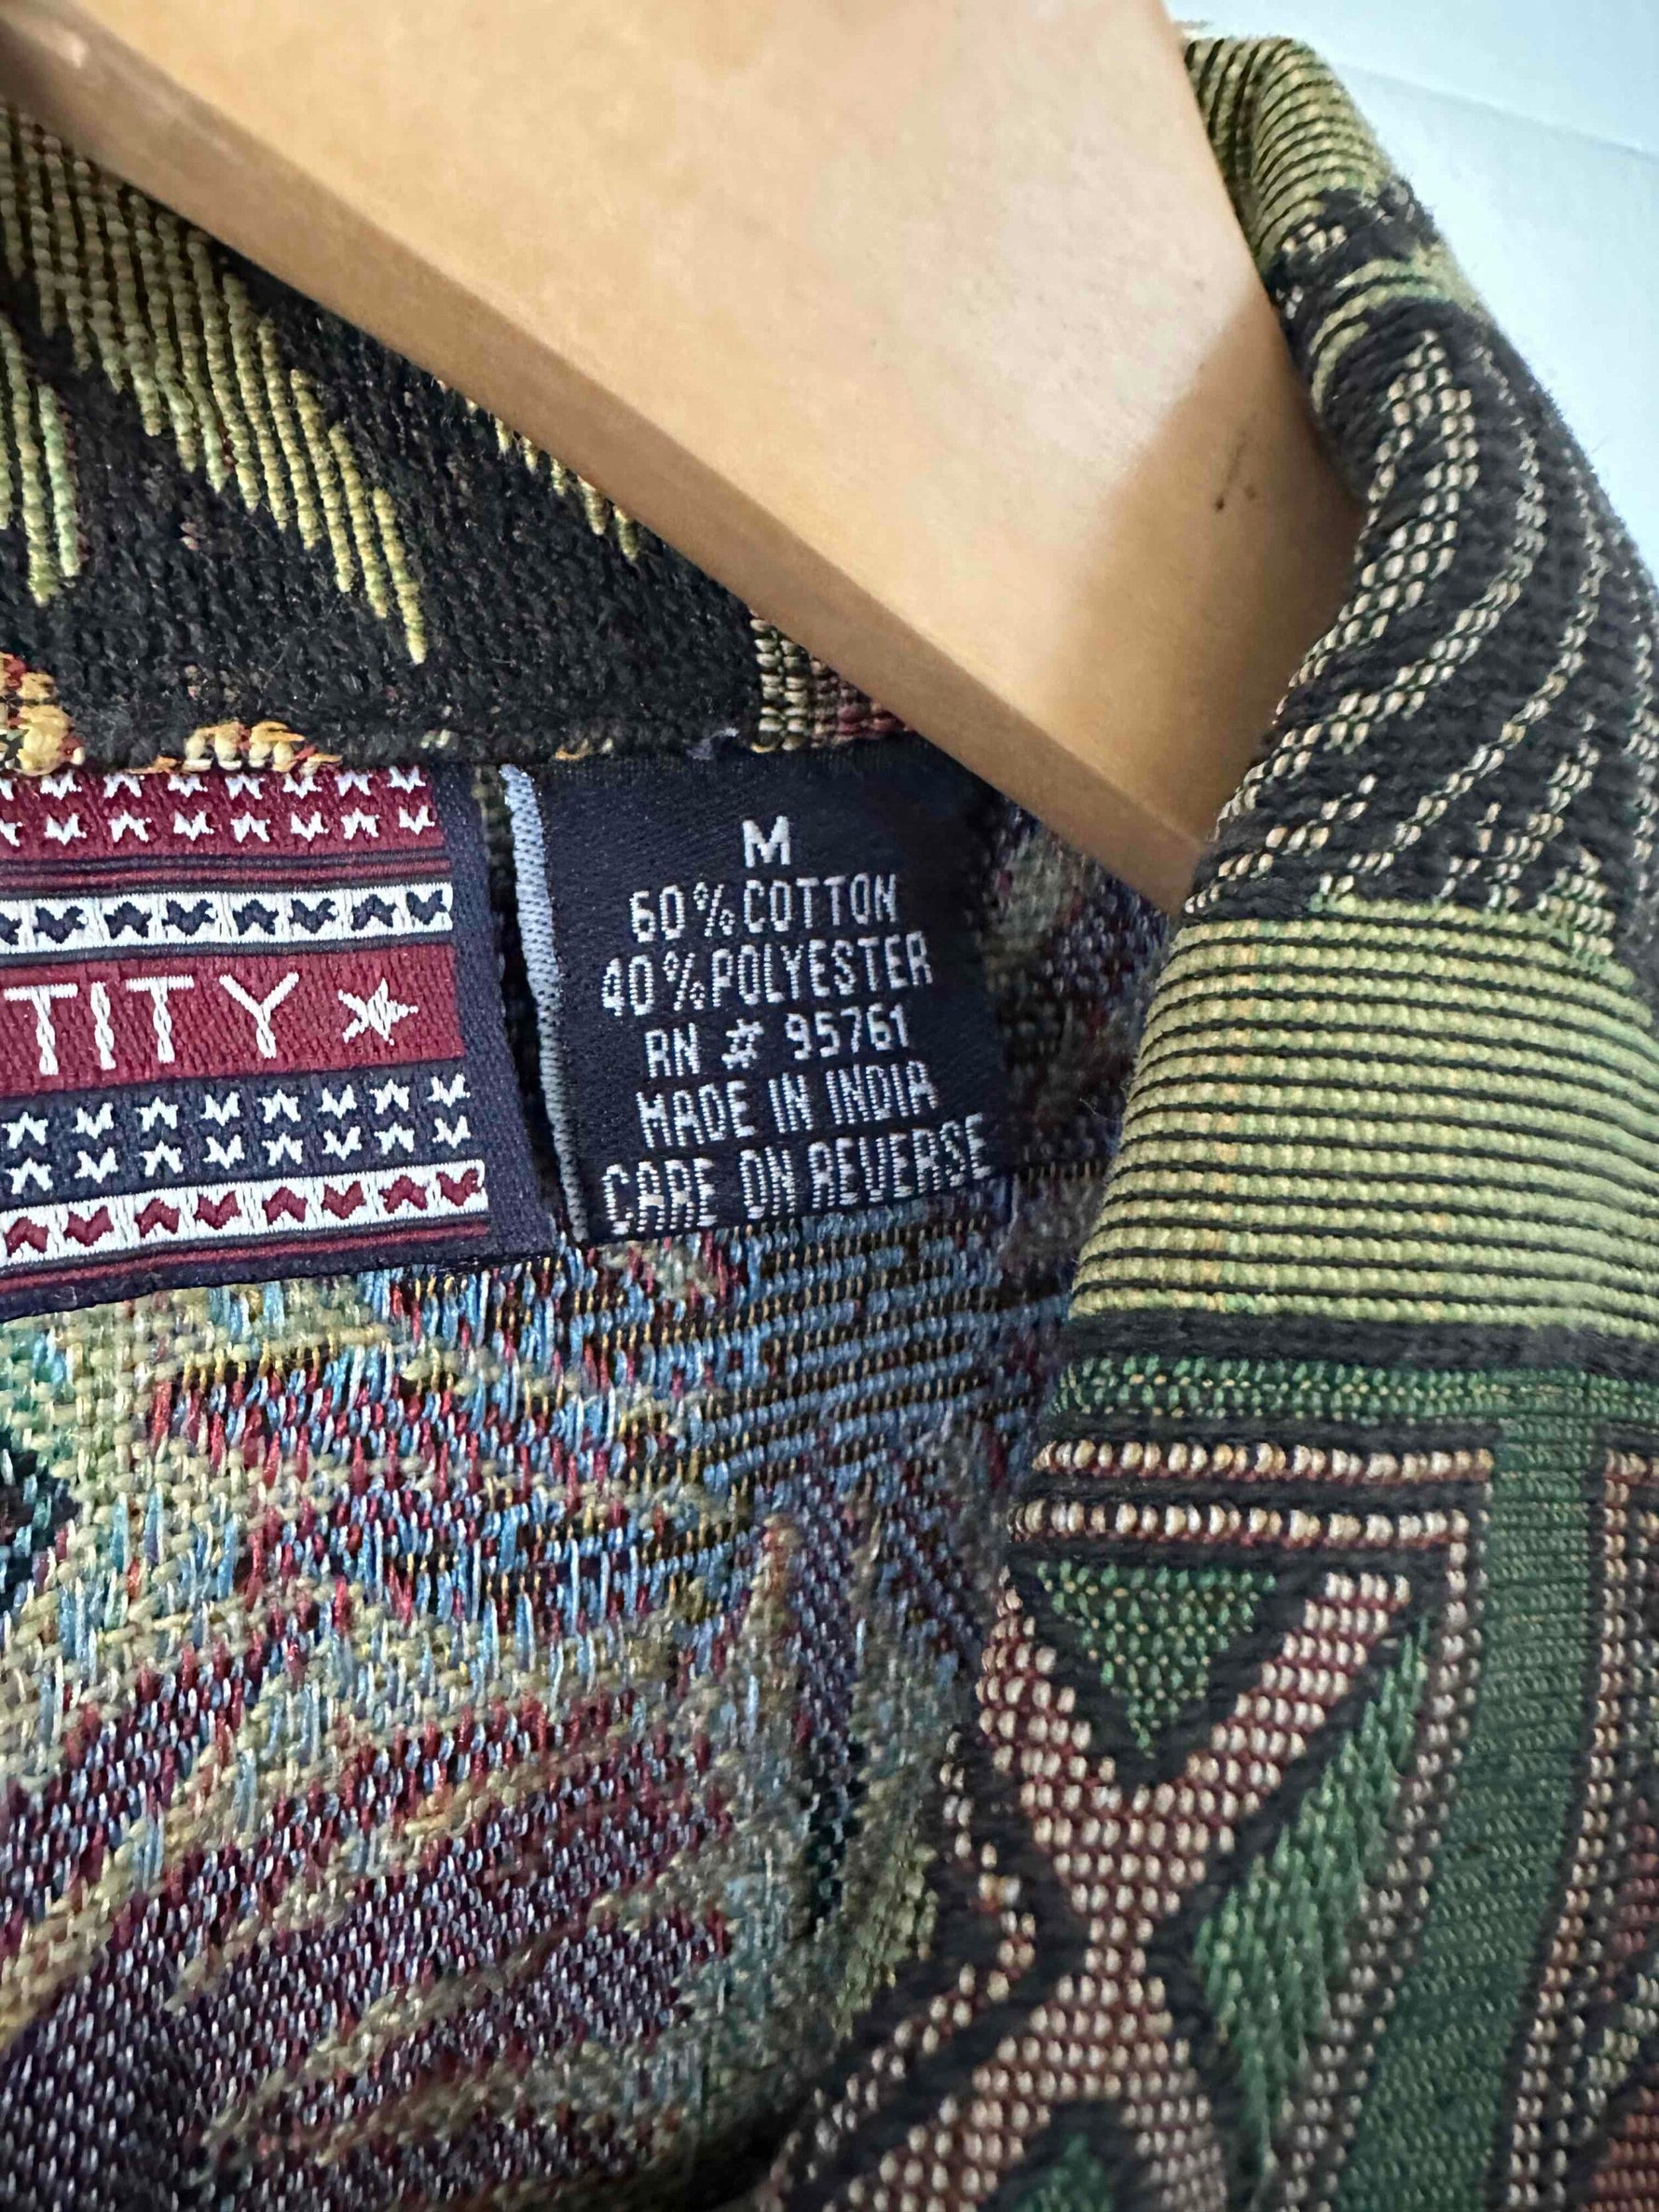 TITY
M
60% COTTON
40% POLYESTER
RN # 95761
MADE IN INDIA
CARE ON REVERSE